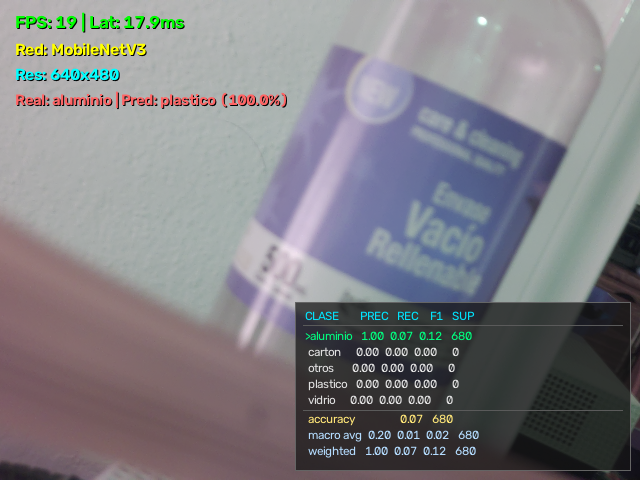 FPS: 19 | Lat: 17.9ms
Red: MobileNetV3
Res: 640x480
Real: aluminio | Pred: plastico (100.0%)
NEW
care & cleaning
PROFESSIONAL QUALITY
Envase
Vacío
Rellenable
CLASE PREC REC F1 SUP
>aluminio 1.00 0.07 0.12 680
carton 0.00 0.00 0.00 0
otros 0.00 0.00 0.00 0
plastico 0.00 0.00 0.00 0
vidrio 0.00 0.00 0.00 0
accuracy 0.07 680
macro avg 0.20 0.01 0.02 680
weighted 1.00 0.07 0.12 680